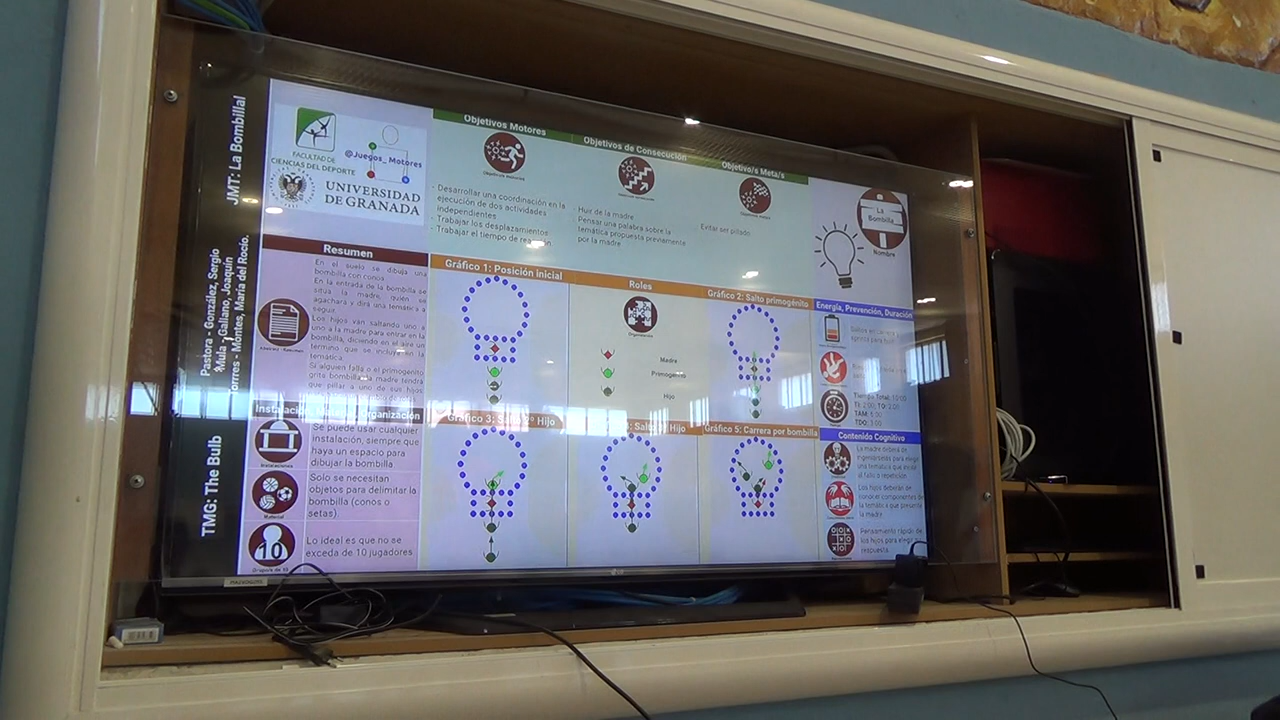 JMT: La Bombillal
Pastora - González, Sergio
Mula - Galiano, Joaquín
Torres - Montes, María del Rocío.
TMG: The Bulb
FACULTAD DE
CIENCIAS DEL DEPORTE
@Juegos_Motores
UNIVERSIDAD
DE GRANADA
Objetivos Motores
- Desarrollar una coordinación en la
ejecución de dos actividades
independientes
- Trabajar los desplazamientos
- Trabajar el tiempo de
Objetivos de Consecución
- Huir de la madre
- Pensar una palabra sobre la
temática propuesta previamente
por la madre
Objetivo/s Meta/s
Evitar ser pillado
La
Bombilla
Nombre
Resumen
En el suelo se dibuja una
bombilla con conos
En la entrada de la bombilla se
situa la madre, quien se
agachará y dirá una temática a
seguir.
Los hijos van saltando uno a
uno a la madre para entrar en la
bombilla, diciendo en el aire un
término que se incluya en la
temática.
Si alguien falla o el primogénito
grita bombilla la madre tendrá
que pillar a uno de sus hijos
Gráfico 1: Posición inicial
Roles
Madre
Primogénito
Hijo
Gráfico 2: Salto primogénito
Energía, Prevención, Duración
Tiempo Total: 10:00
TDO: 3:00
Organización
Se puede usar cualquier
instalación, siempre que
haya un espacio para
dibujar la bombilla
Instalaciones
Solo se necesitan
objetos para delimitar la
bombilla (conos o
setas).
Material
10
Lo ideal es que no se
exceda de 10 jugadores
Gráfico 3: Salto 2º Hijo
Hijo
Gráfico 5: Carrera por bombilla
Contenido Cognitivo
La madre deberá de
ingeniárselas para elegir
una temática que incite
al fallo o repetición
Los hijos deberán de
conocer componentes de
la temática que presente
la madre
Pensamiento rápido de
los hijos para elegir
respuesta
LG